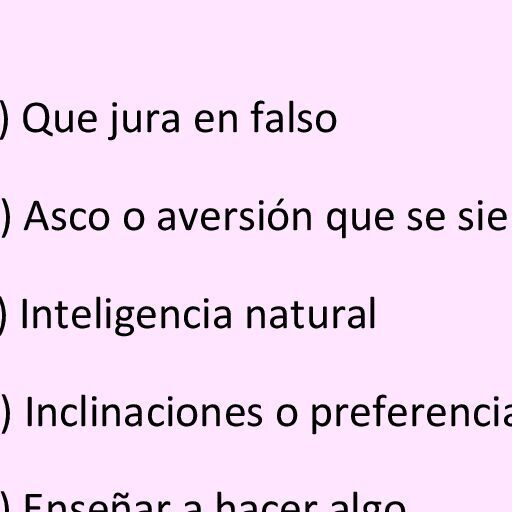 ) Que jura en falso
) Asco o aversión que se sie
) Inteligencia natural
) Inclinaciones o preferencia
) Enseñar a hacer algo